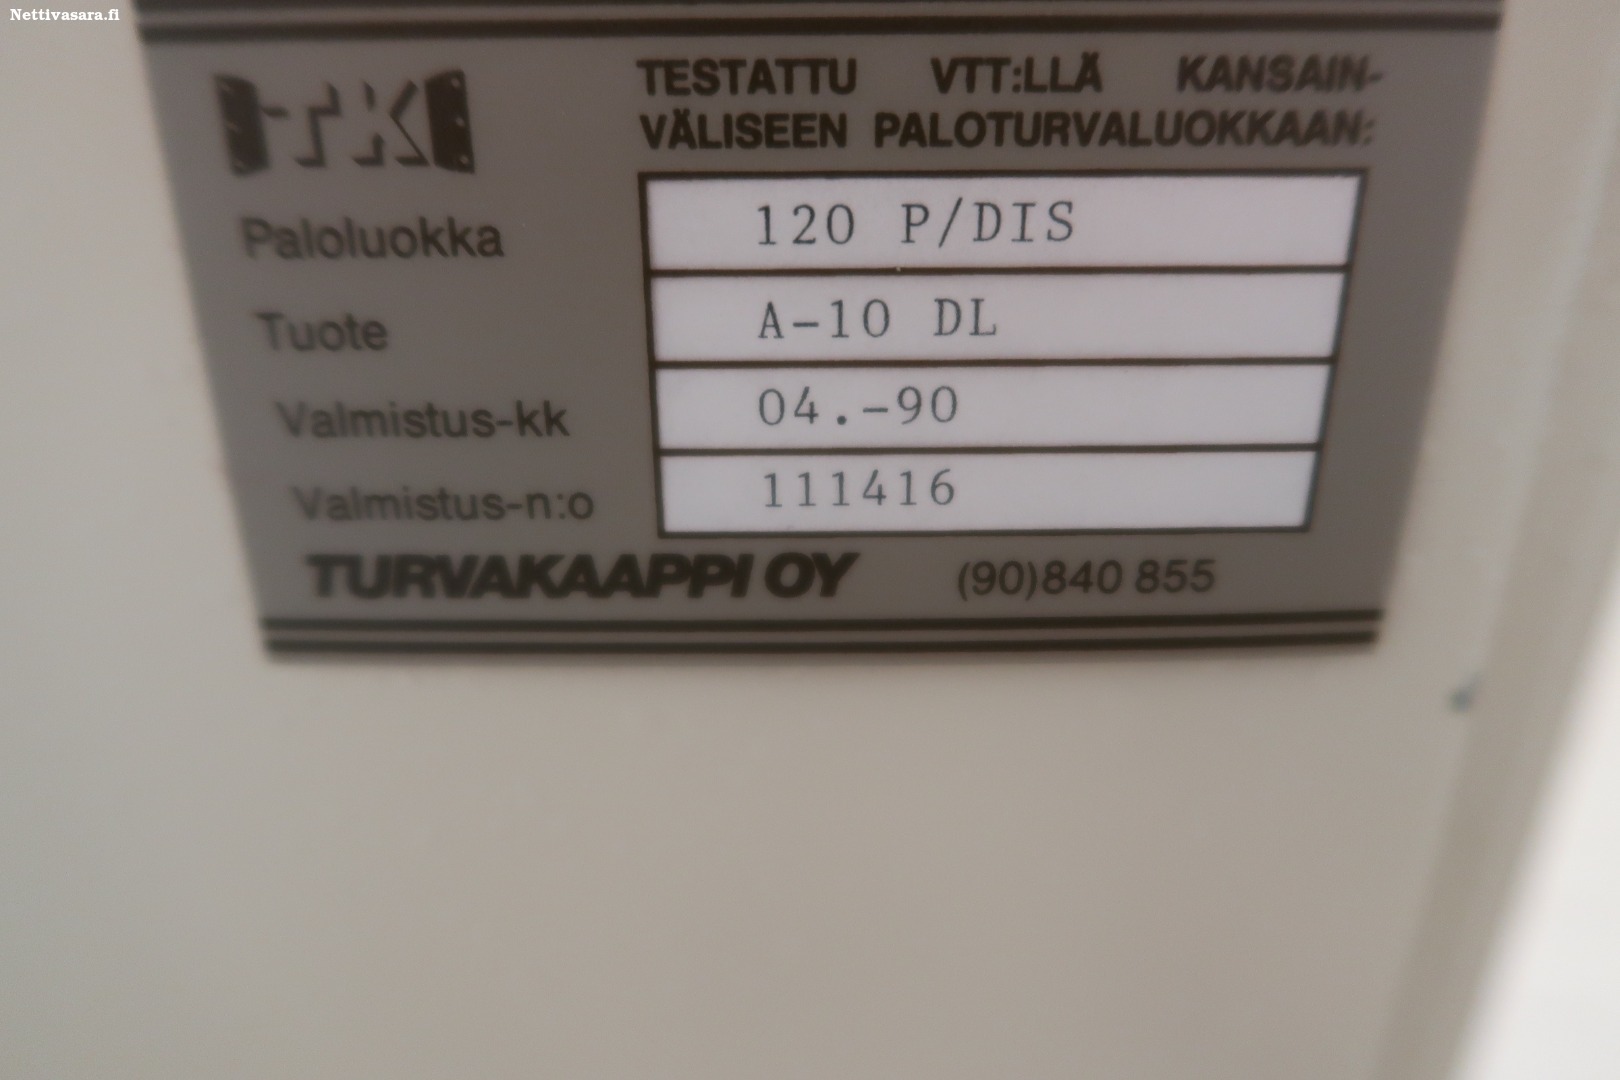 Nettivasara.fi
TK
TESTATTU VTT:LLÄ KANSAIN-
VÄLISEEN PALOTURVALUOKKAAN:
Paloluokka 120 P/DIS
Tuote A-10 DL
Valmistus-kk 04.-90
Valmistus-n:o 111416
TURVAKAAPPI OY (90)840 855